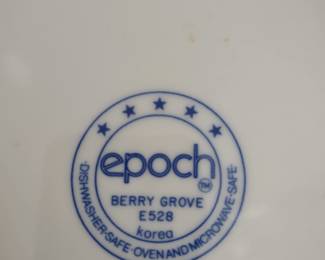 epoch TM
BERRY GROVE
E528
korea
·DISHWASHER-SAFE·OVEN AND MICROWAVE-SAFE·